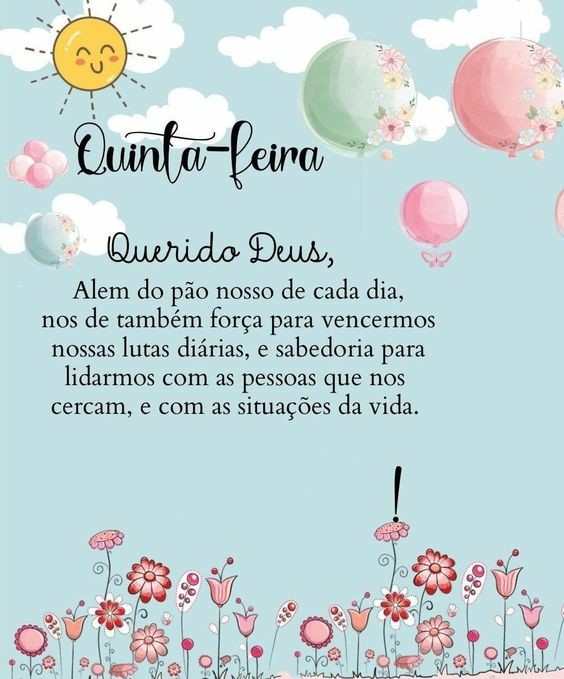 Quinta-feira
Querido Deus,
Alem do pão nosso de cada dia,
nos de também força para vencermos
nossas lutas diárias, e sabedoria para
lidarmos com as pessoas que nos
cercam, e com as situações da vida.
!